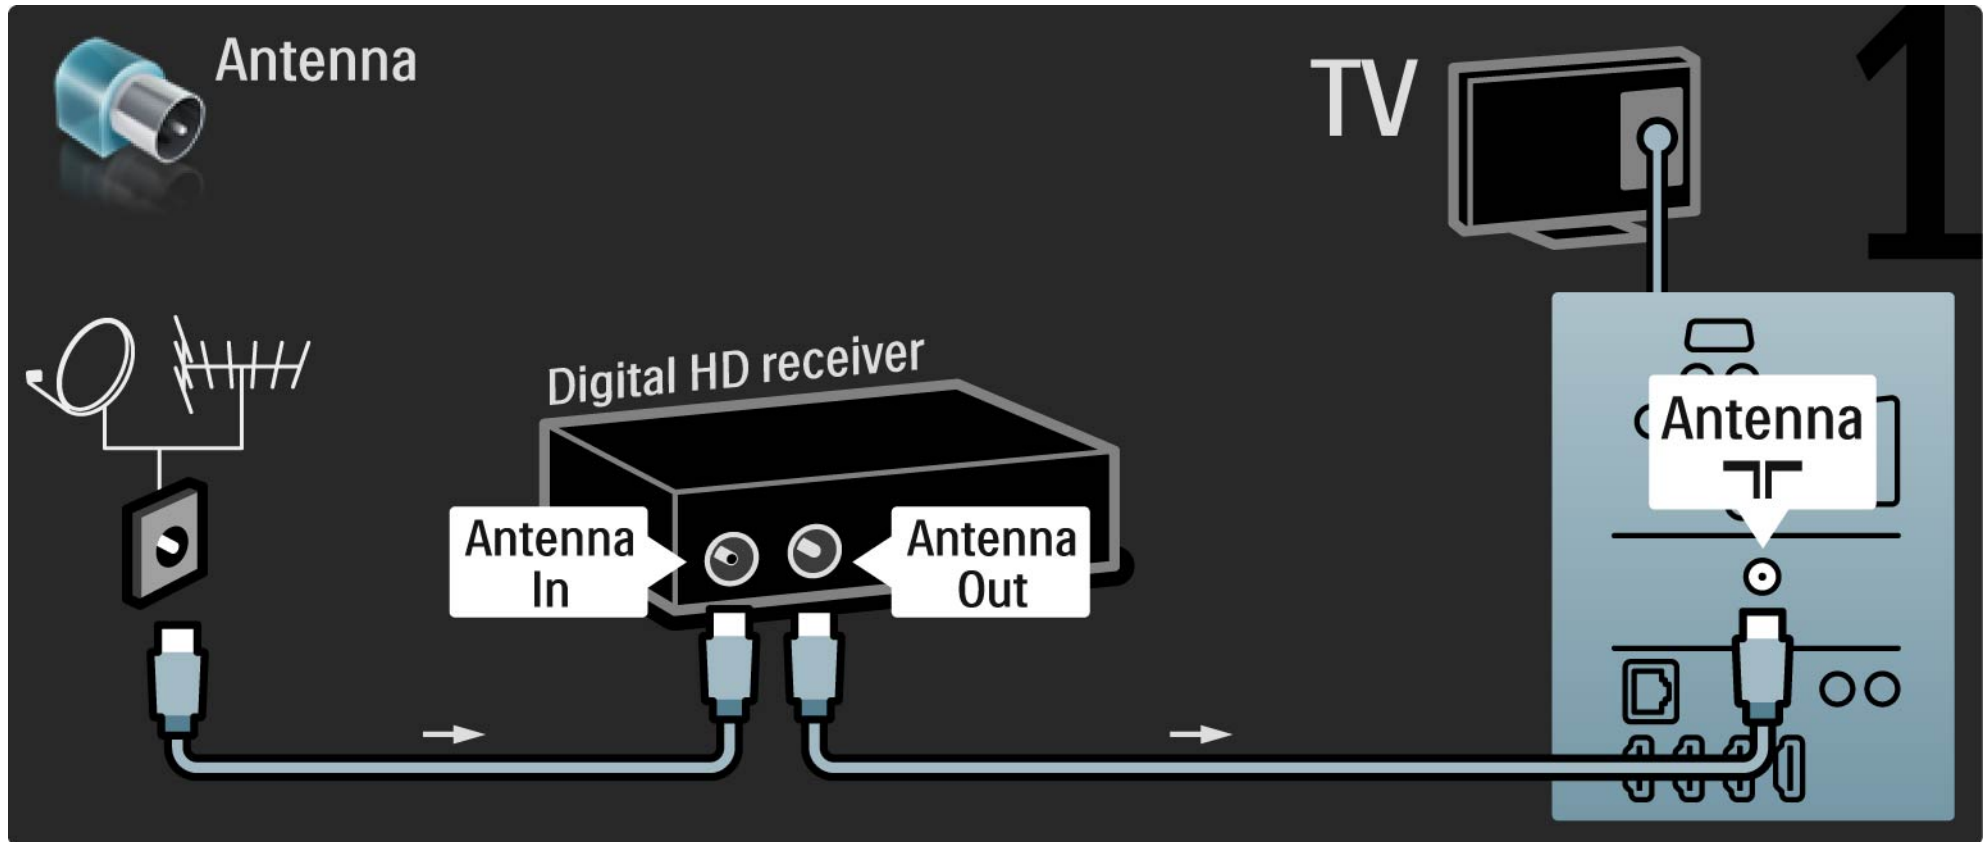 Antenna
TV
1
Digital HD receiver
Antenna
In
Antenna
Out
Antenna